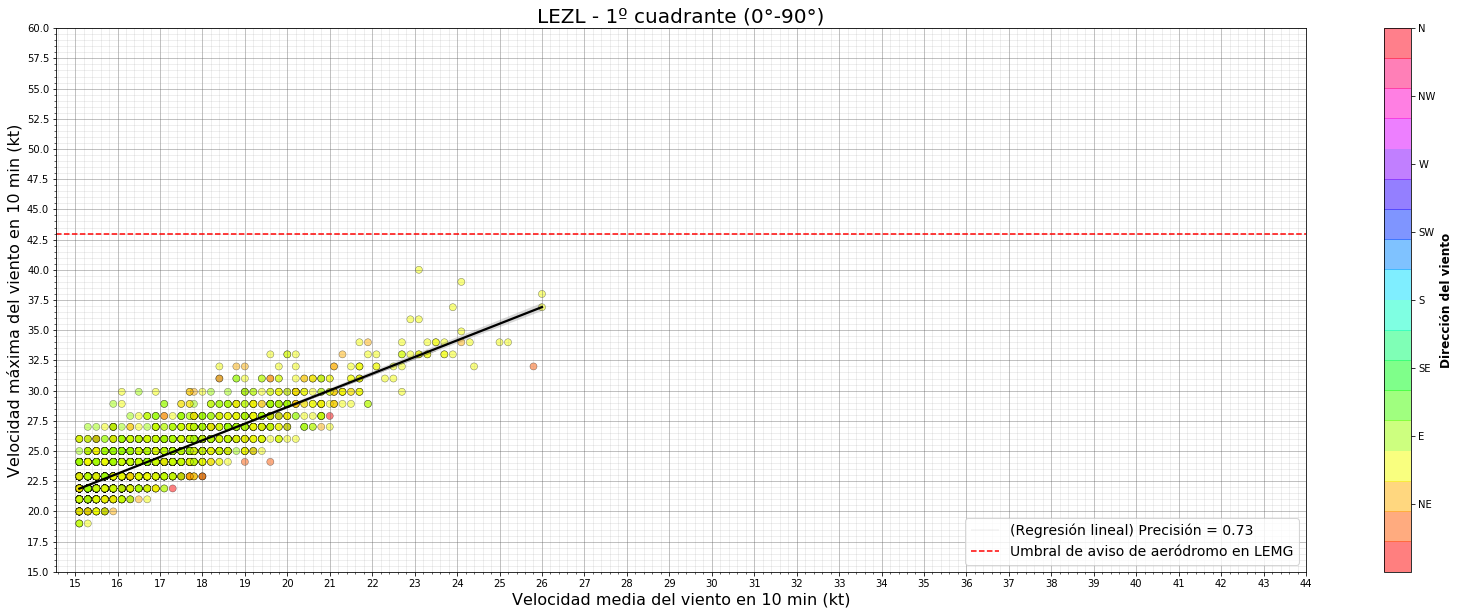 LEZL - 1º cuadrante (0°-90°)
Velocidad máxima del viento en 10 min (kt)
60.0
57.5
55.0
52.5
50.0
47.5
45.0
42.5
40.0
37.5
35.0
32.5
30.0
27.5
25.0
22.5
20.0
17.5
15.0
15 16 17 18 19 20 21 22 23 24 25 26 27 28 29 30 31 32 33 34 35 36 37 38 39 40 41 42 43 44
Velocidad media del viento en 10 min (kt)
(Regresión lineal) Precisión = 0.73
Umbral de aviso de aeródromo en LEMG
N
NW
W
SW
S
SE
E
NE
Dirección del viento